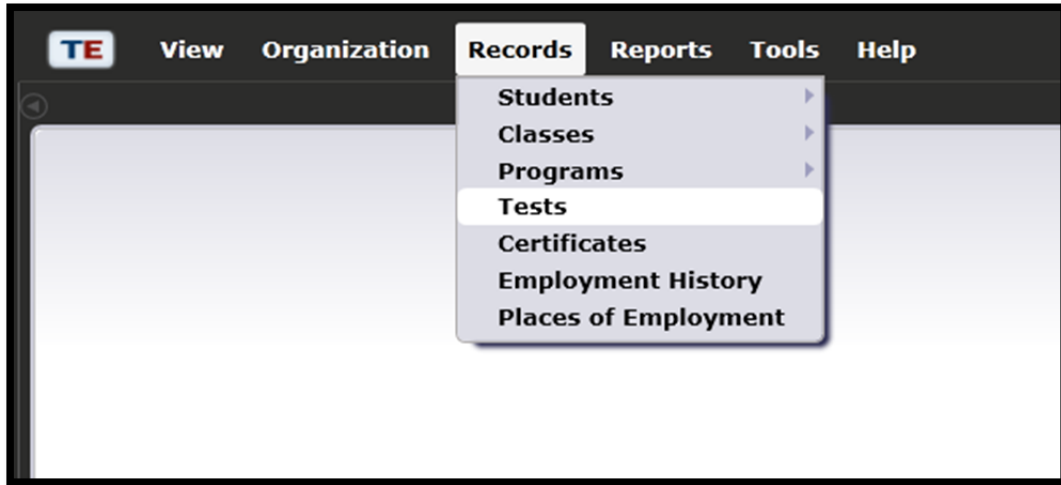 TE View Organization Records Reports Tools Help
Students
Classes
Programs
Tests
Certificates
Employment History
Places of Employment